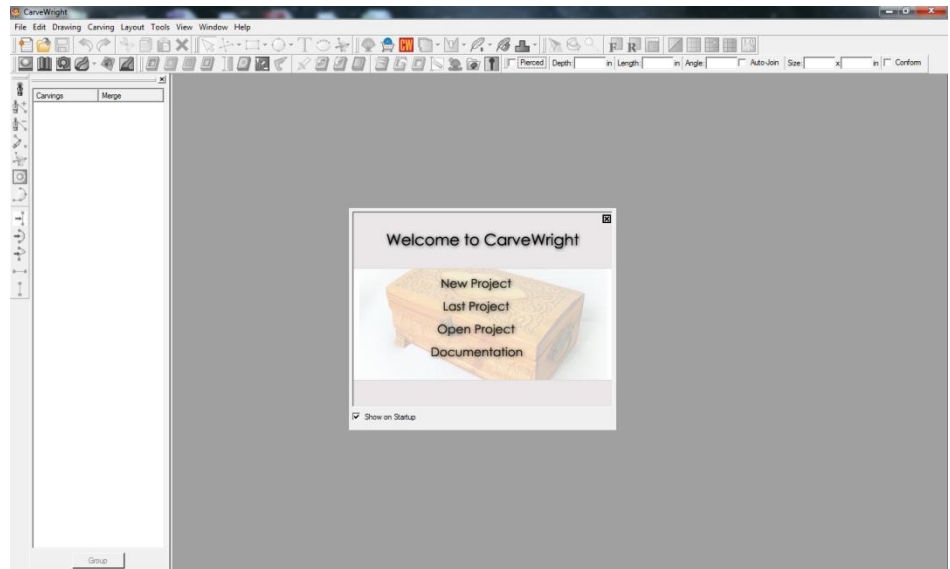 CarveWright
File Edit Drawing Carving Layout Tools View Window Help
CW
Pierced Depth: in Length: in Angle: Auto-Join Size: x in Conform
Carvings Merge
Welcome to CarveWright
New Project
Last Project
Open Project
Documentation
Show on Startup
Group